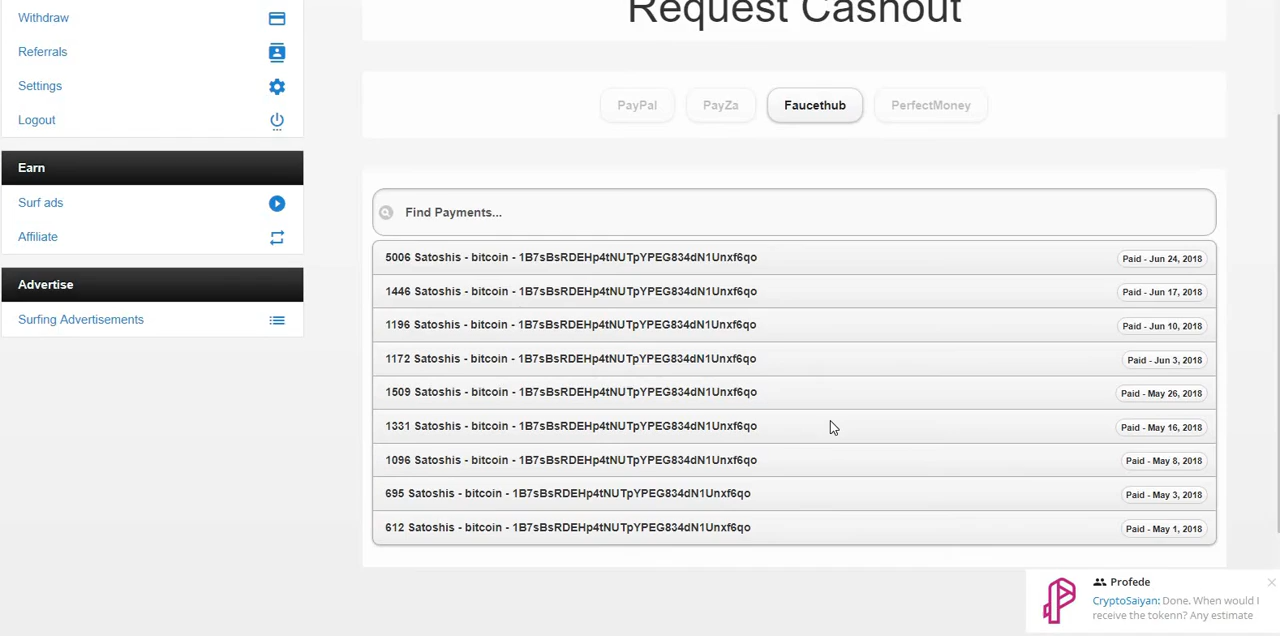 Request Cashout
Withdraw
Referrals
Settings
Logout
Earn
Surf ads
Affiliate
Advertise
Surfing Advertisements
PayPal
PayZa
Faucethub
PerfectMoney
Find Payments...
5006 Satoshis - bitcoin - 1B7sBsRDEHp4tNUTpYPEG834dN1Unxf6qo Paid - Jun 24, 2018
1446 Satoshis - bitcoin - 1B7sBsRDEHp4tNUTpYPEG834dN1Unxf6qo Paid - Jun 17, 2018
1196 Satoshis - bitcoin - 1B7sBsRDEHp4tNUTpYPEG834dN1Unxf6qo Paid - Jun 10, 2018
1172 Satoshis - bitcoin - 1B7sBsRDEHp4tNUTpYPEG834dN1Unxf6qo Paid - Jun 3, 2018
1509 Satoshis - bitcoin - 1B7sBsRDEHp4tNUTpYPEG834dN1Unxf6qo Paid - May 26, 2018
1331 Satoshis - bitcoin - 1B7sBsRDEHp4tNUTpYPEG834dN1Unxf6qo Paid - May 16, 2018
1096 Satoshis - bitcoin - 1B7sBsRDEHp4tNUTpYPEG834dN1Unxf6qo Paid - May 8, 2018
695 Satoshis - bitcoin - 1B7sBsRDEHp4tNUTpYPEG834dN1Unxf6qo Paid - May 3, 2018
612 Satoshis - bitcoin - 1B7sBsRDEHp4tNUTpYPEG834dN1Unxf6qo Paid - May 1, 2018
Profede
CryptoSaiyan: Done. When would I
receive the tokenn? Any estimate